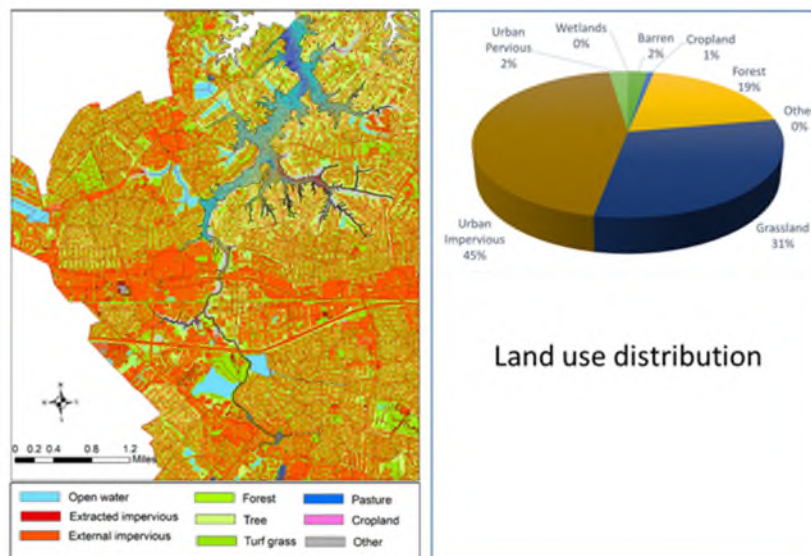 0 0.2 0.4 0.8 1.2
Miles
Open water
Extracted impervious
External impervious
Forest
Tree
Turf grass
Pasture
Cropland
Other
Urban
Pervious
2%
Wetlands
0%
Barren
2%
Cropland
1%
Forest
19%
Othe
0%
Grassland
31%
Urban
Impervious
45%
Land use distribution